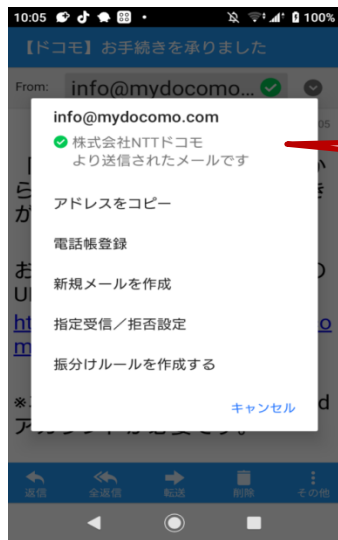 10:05 100%
【ドコモ】お手続きを承りました
From: info@mydocomo...
05
info@mydocomo.com
株式会社NTTドコモ
より送信されたメールです
アドレスをコピー
電話帳登録
新規メールを作成
指定受信／拒否設定
振分けルールを作成する
キャンセル
返信 全返信 転送 削除 その他